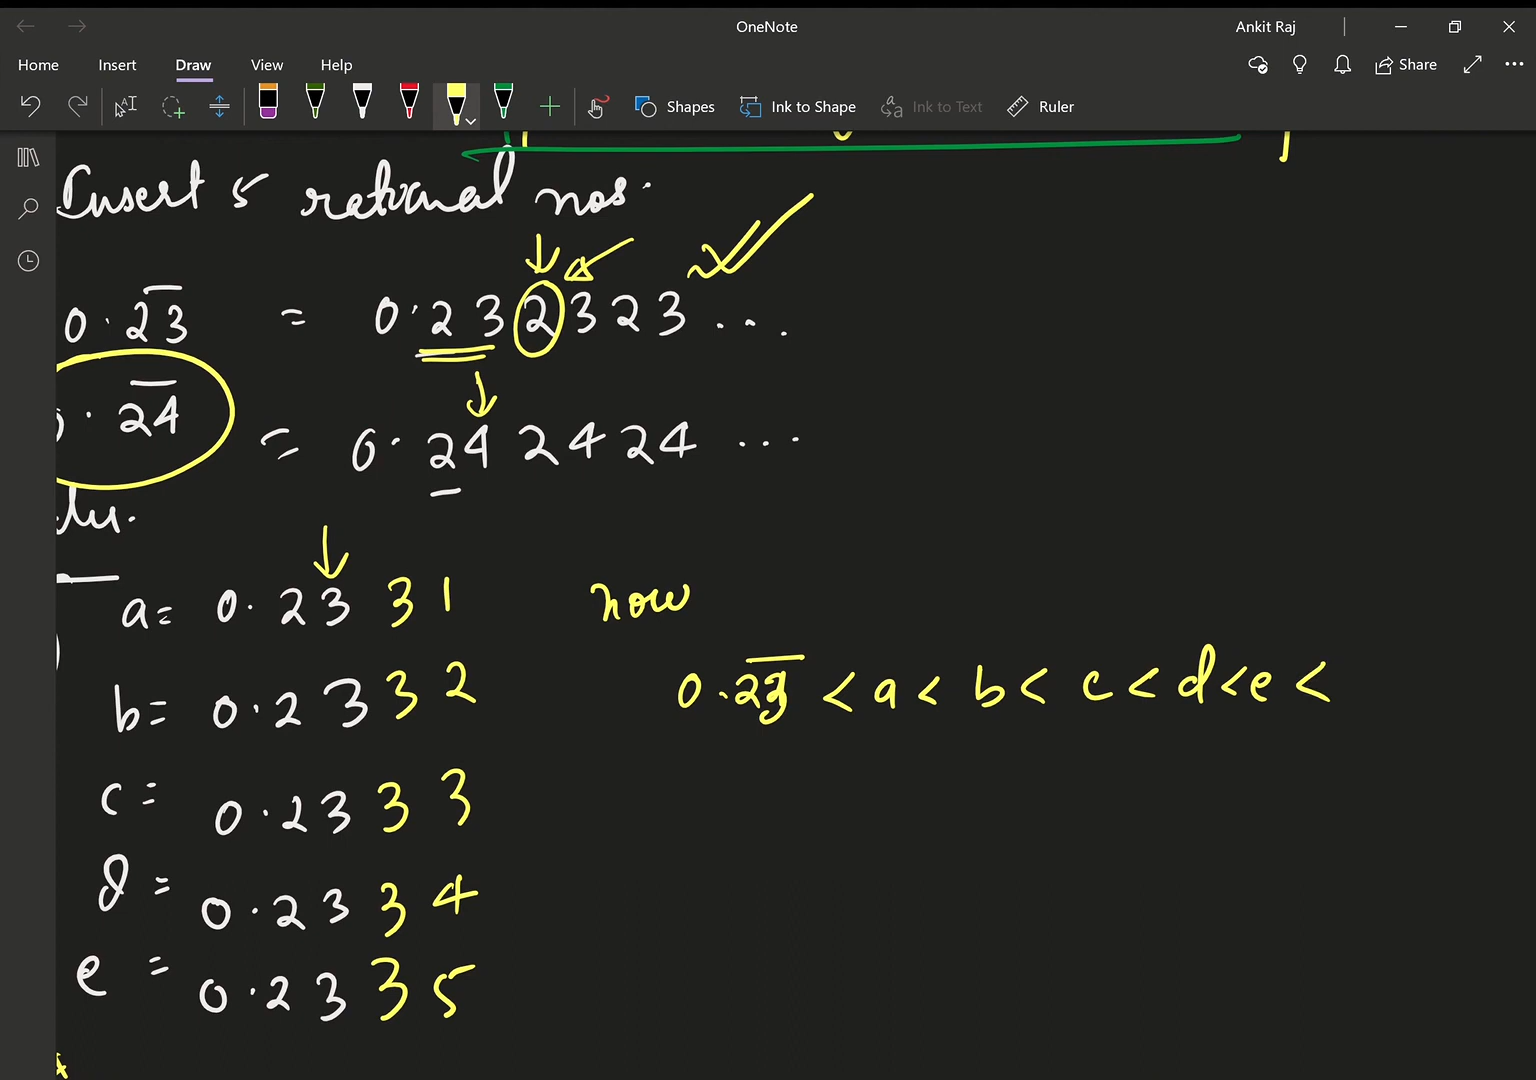 OneNote
Ankit Raj
Home Insert Draw View Help
Share
Shapes Ink to Shape Ink to Text Ruler
Insert 5 rational nos.
0.2̅3̅ = 0.232323...
0.2̅4̅ = 0.242424...
a= 0.2331 now
b= 0.2332 0.2̅3̅ < a < b < c < d < e <
c= 0.2333
d= 0.2334
e= 0.2335